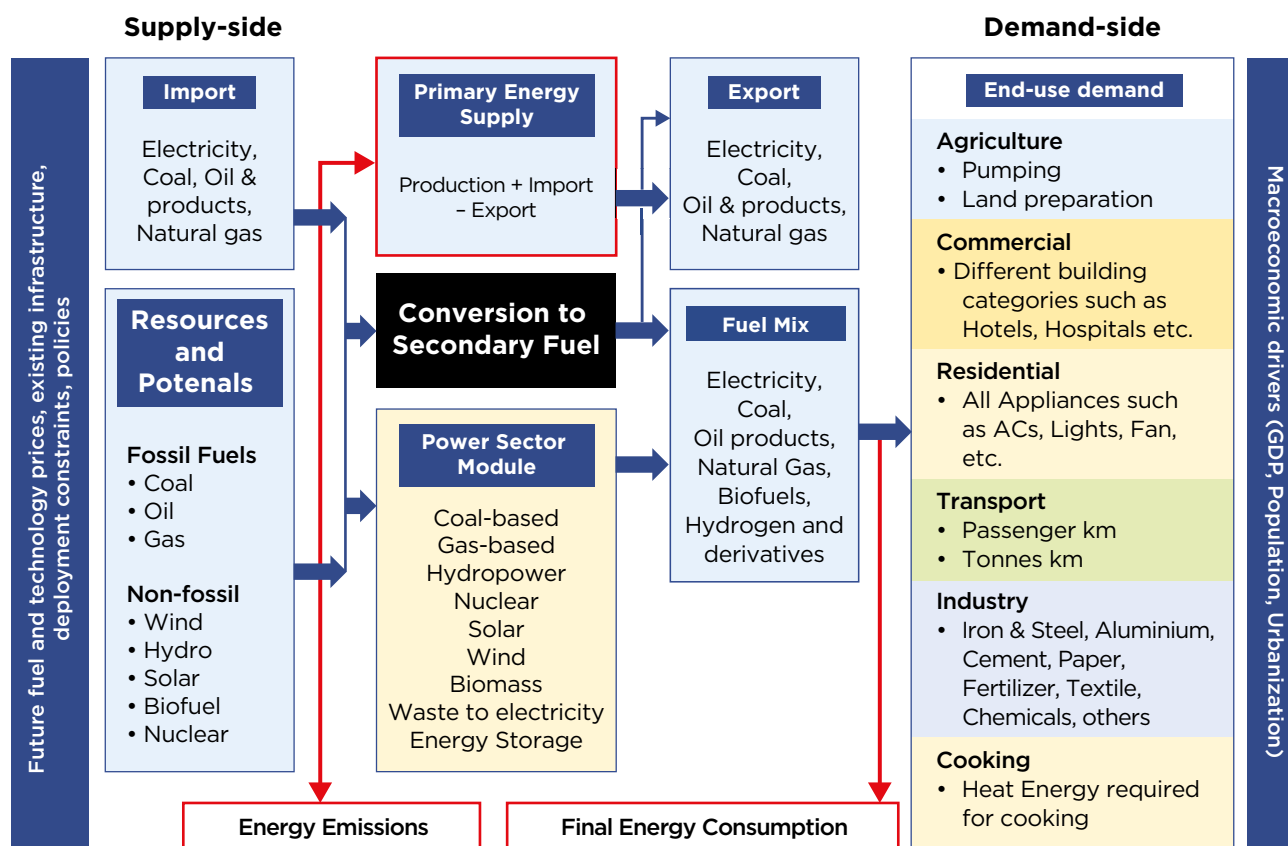 Supply-side
Demand-side
Future fuel and technology prices, existing infrastructure,
deployment constraints, policies
Import
Electricity,
Coal, Oil &
products,
Natural gas
Resources
and
Potenals
Fossil Fuels
• Coal
• Oil
• Gas
Non-fossil
• Wind
• Hydro
• Solar
• Biofuel
• Nuclear
Primary Energy
Supply
Production + Import
– Export
Conversion to
Secondary Fuel
Power Sector
Module
Coal-based
Gas-based
Hydropower
Nuclear
Solar
Wind
Biomass
Waste to electricity
Energy Storage
Export
Electricity,
Coal,
Oil & products,
Natural gas
Fuel Mix
Electricity,
Coal,
Oil products,
Natural Gas,
Biofuels,
Hydrogen and
derivatives
End-use demand
Agriculture
• Pumping
• Land preparation
Commercial
• Different building
categories such as
Hotels, Hospitals etc.
Residential
• All Appliances such
as ACs, Lights, Fan,
etc.
Transport
• Passenger km
• Tonnes km
Industry
• Iron & Steel, Aluminium,
Cement, Paper,
Fertilizer, Textile,
Chemicals, others
Cooking
• Heat Energy required
for cooking
Macroeconomic drivers (GDP, Population, Urbanization)
Energy Emissions
Final Energy Consumption